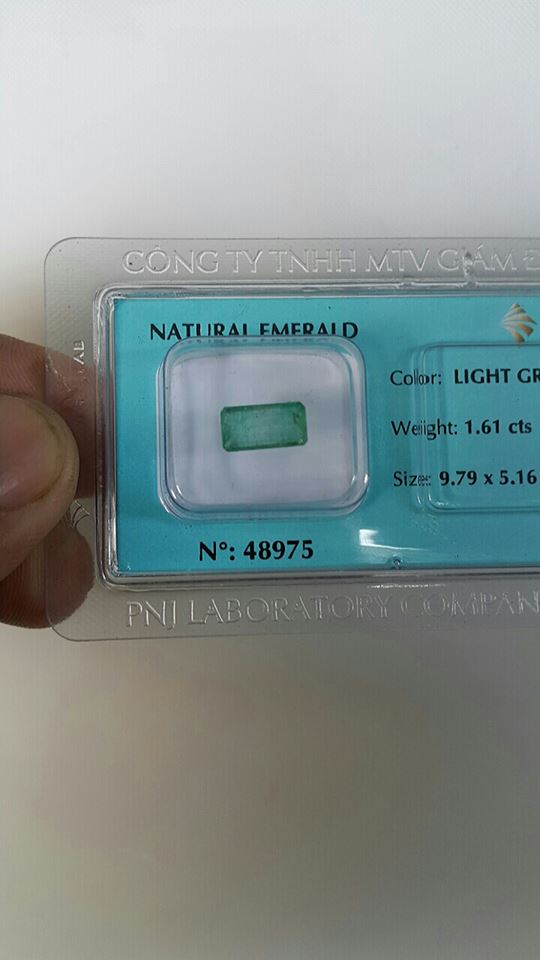 CÔNG TY TNHH MTV GIÁM Đ
NATURAL EMERALD
Color: LIGHT GR
Weight: 1.61 cts
Size: 9.79 x 5.16
N°: 48975
PNJ LABORATORY COMPAN